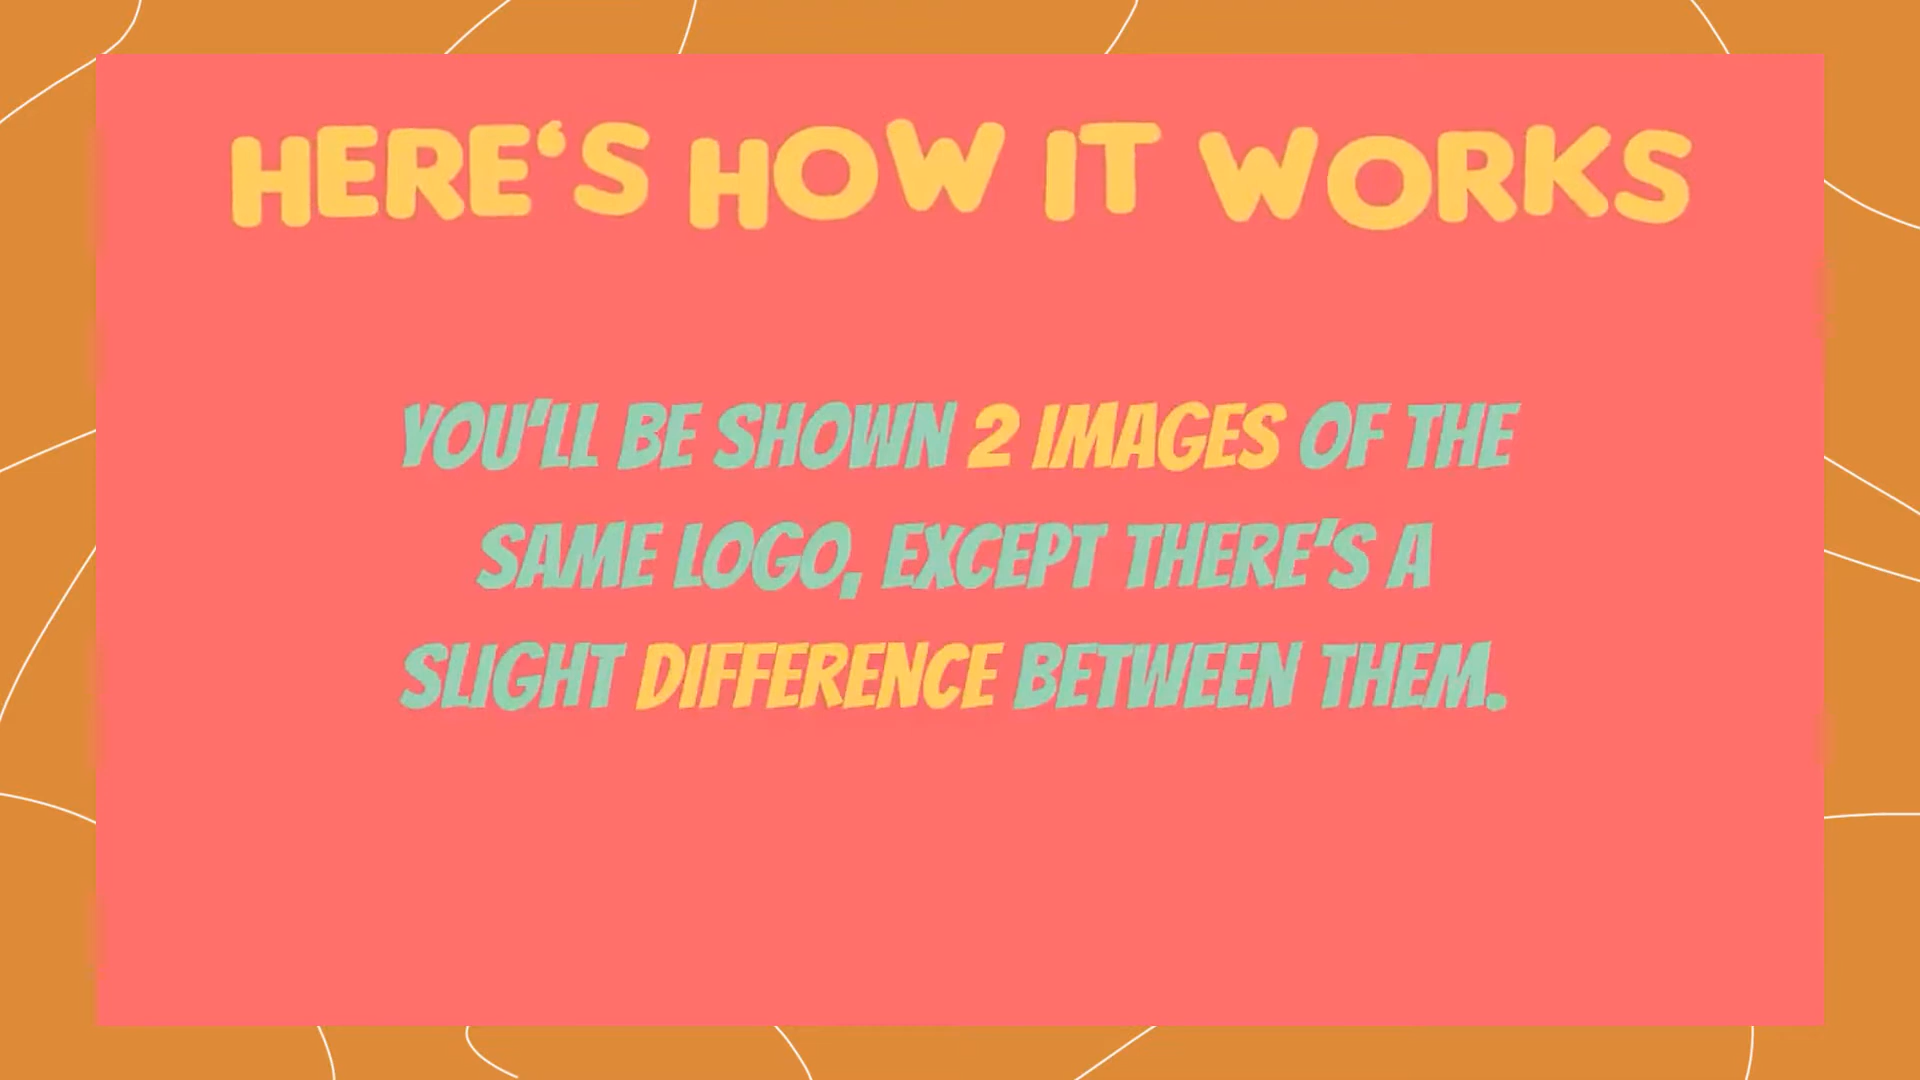 HERE'S HOW IT WORKS
YOU'LL BE SHOWN 2 IMAGES OF THE
SAME LOGO, EXCEPT THERE'S A
SLIGHT DIFFERENCE BETWEEN THEM.